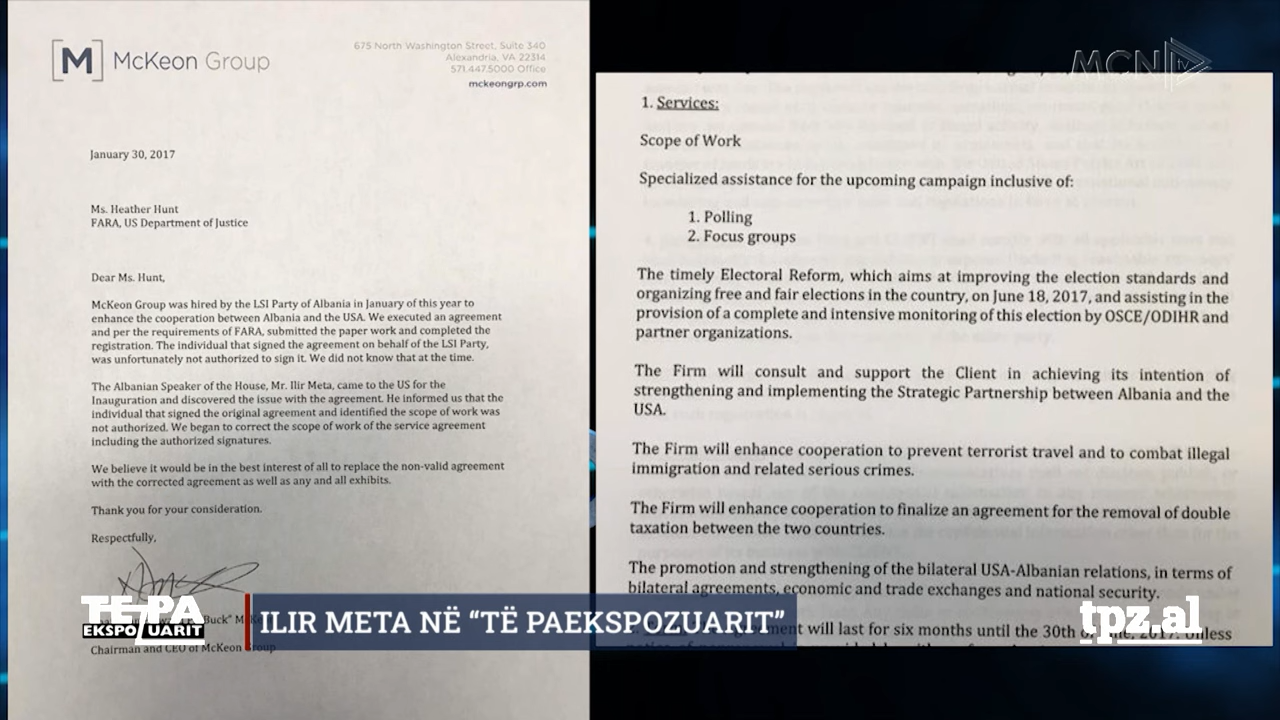 [M] McKeon Group
675 North Washington Street, Suite 340
Alexandria, VA 22314
571.447.5000 Office
mckeongrp.com
January 30, 2017
Ms. Heather Hunt
FARA, US Department of Justice
Dear Ms. Hunt,
McKeon Group was hired by the LSI Party of Albania in January of this year to
enhance the cooperation between Albania and the USA. We executed an agreement
and per the requirements of FARA, submitted the paper work and completed the
registration. The individual that signed the agreement on behalf of the LSI Party,
was unfortunately not authorized to sign it. We did not know that at the time.
The Albanian Speaker of the House, Mr. Ilir Meta, came to the US for the
Inauguration and discovered the issue with the agreement. He informed us that the
individual that signed the original agreement and identified the scope of work was
not authorized. We began to correct the scope of work of the service agreement
including the authorized signatures.
We believe it would be in the best interest of all to replace the non-valid agreement
with the corrected agreement as well as any and all exhibits.
Thank you for your consideration.
Respectfully,
"Buck" M
Chairman and CEO of McKeon Group
MCN TV
1. Services:
Scope of Work
Specialized assistance for the upcoming campaign inclusive of:
1. Polling
2. Focus groups
The timely Electoral Reform, which aims at improving the election standards and
organizing free and fair elections in the country, on June 18, 2017, and assisting in the
provision of a complete and intensive monitoring of this election by OSCE/ODIHR and
partner organizations.
The Firm will consult and support the Client in achieving its intention of
strengthening and implementing the Strategic Partnership between Albania and the
USA.
The Firm will enhance cooperation to prevent terrorist travel and to combat illegal
immigration and related serious crimes.
The Firm will enhance cooperation to finalize an agreement for the removal of double
taxation between the two countries.
The promotion and strengthening of the bilateral USA-Albanian relations, in terms of
bilateral agreements, economic and trade exchanges and national security.
will last for six months until the 30th of June, 2017. Unless
TË PA
EKSPOZUARIT
ILIR META NË “TË PAEKSPOZUARIT”
tpz.al